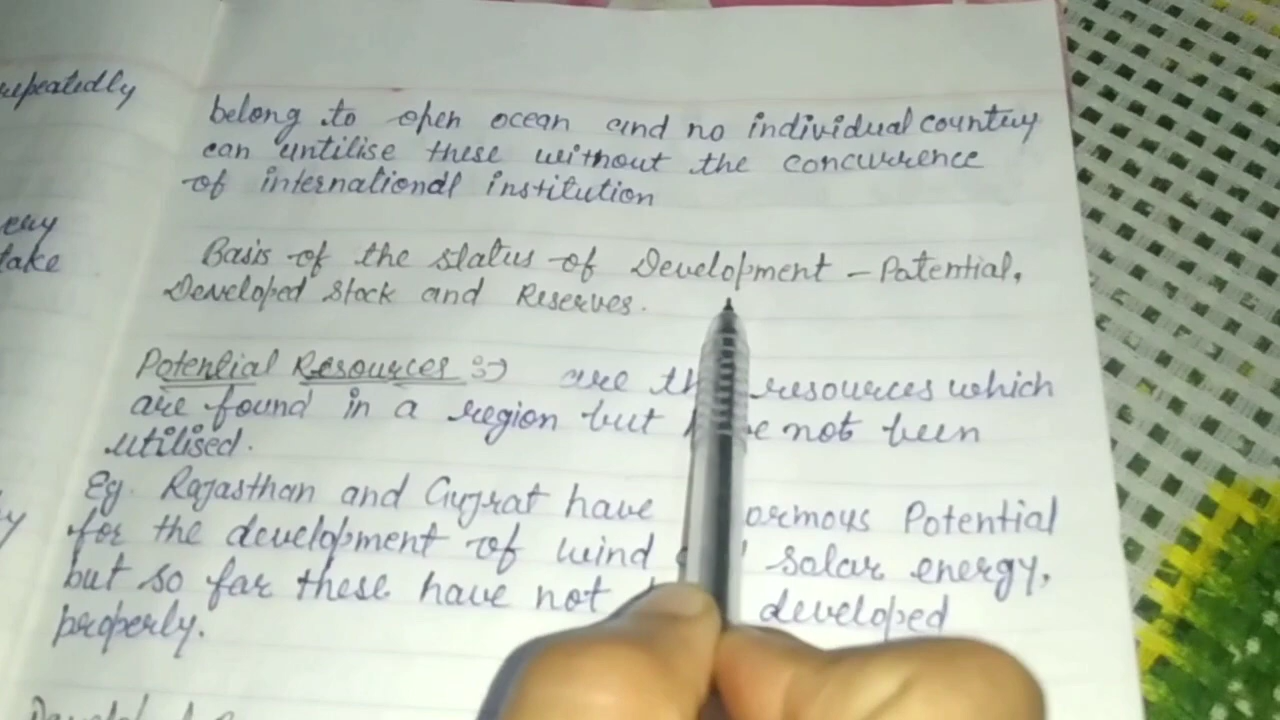 repeatedly
belong to open ocean and no individual country
can untilise these without the concurrence
of international institution
take
Basis of the status of Development - Potential,
Developed stock and Reserves.
Potential Resources :-> are the resources which
are found in a region but not been
utilised.
Eg. Rajasthan and Gujrat have ormous Potential
for the development of wind solar energy,
but so far these have not developed
properly.